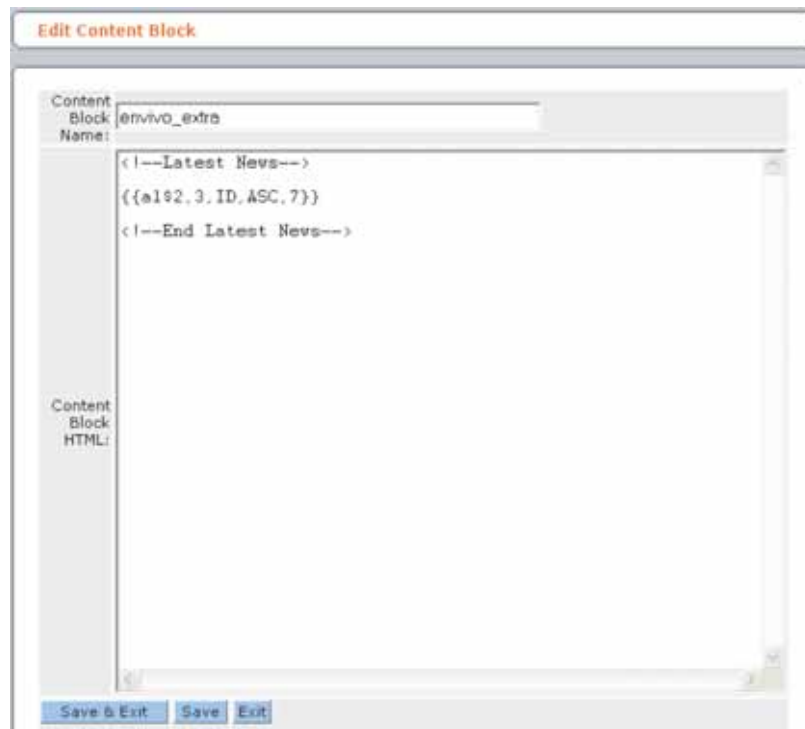 Edit Content Block
Content
Block
Name:
envivo_extra
<!--Latest News-->
{{al$2,3,ID,ASC,7}}
<!--End Latest News-->
Content
Block
HTML:
Save & Exit Save Exit